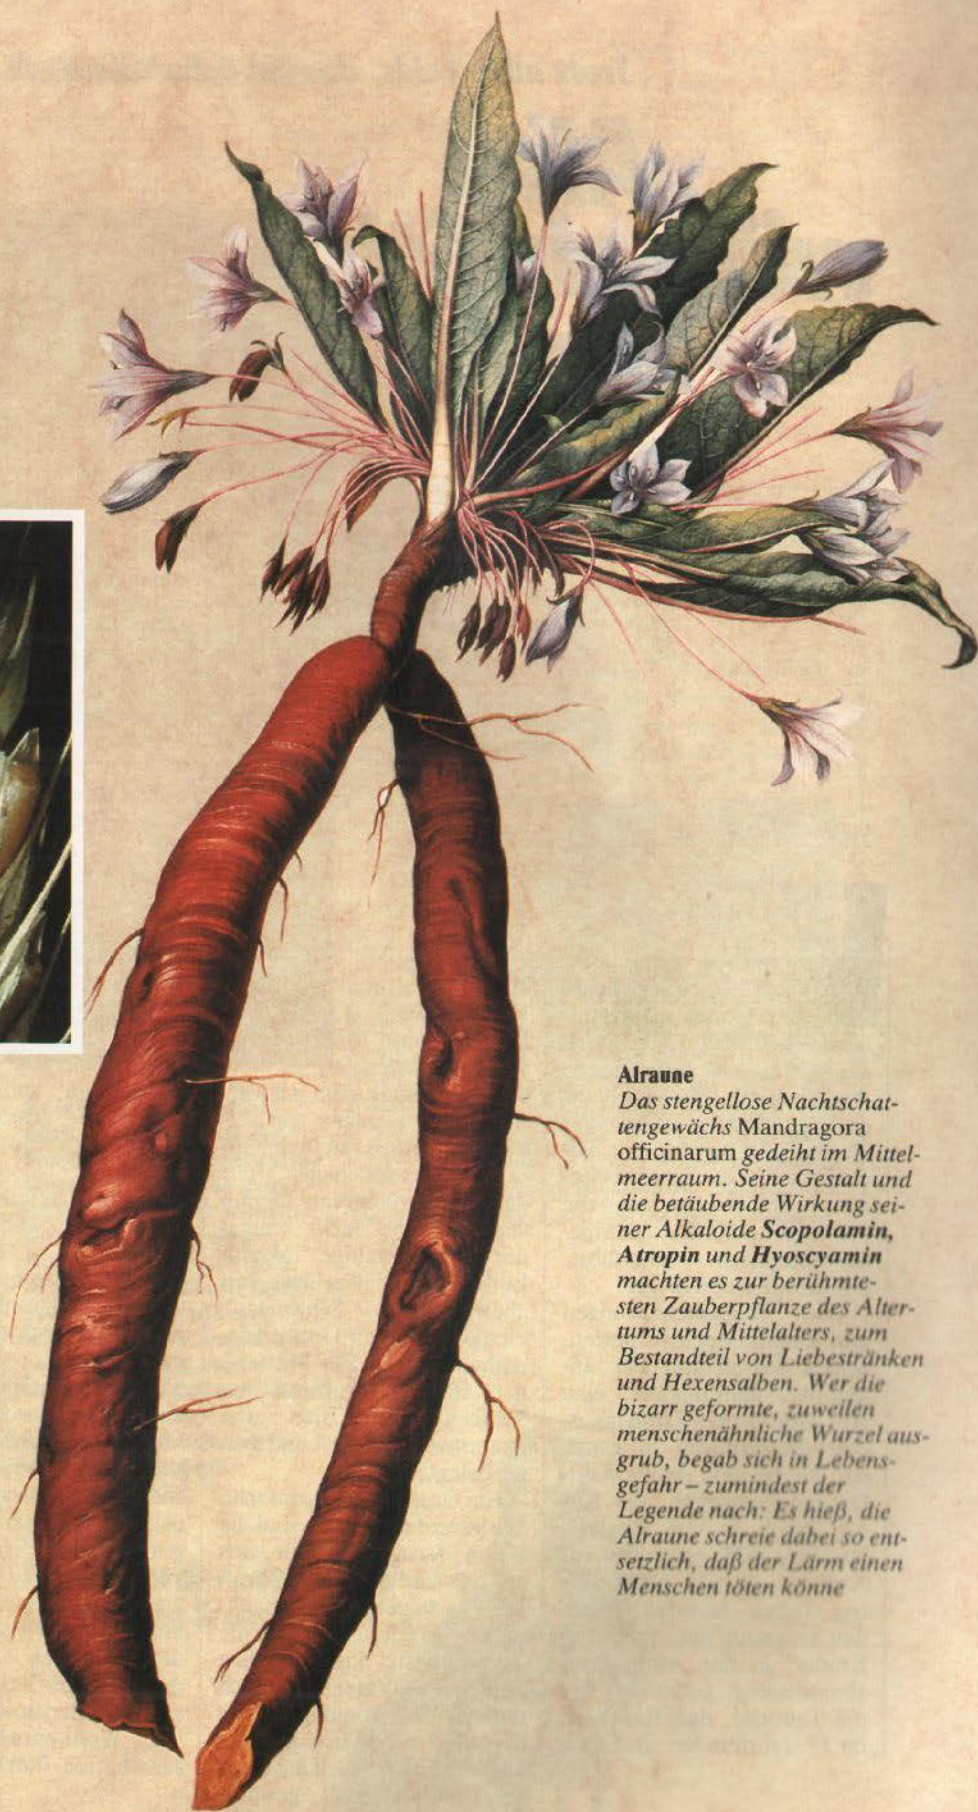 Alraune
Das stengellose Nachtschat-
tengewächs Mandragora
officinarum gedeiht im Mittel-
meerraum. Seine Gestalt und
die betäubende Wirkung sei-
ner Alkaloide Scopolamin,
Atropin und Hyoscyamin
machten es zur berühmte-
sten Zauberpflanze des Alter-
tums und Mittelalters, zum
Bestandteil von Liebestränken
und Hexensalben. Wer die
bizarr geformte, zuweilen
menschenähnliche Wurzel aus-
grub, begab sich in Lebens-
gefahr – zumindest der
Legende nach: Es hieß, die
Alraune schreie dabei so ent-
setzlich, daß der Lärm einen
Menschen töten könne